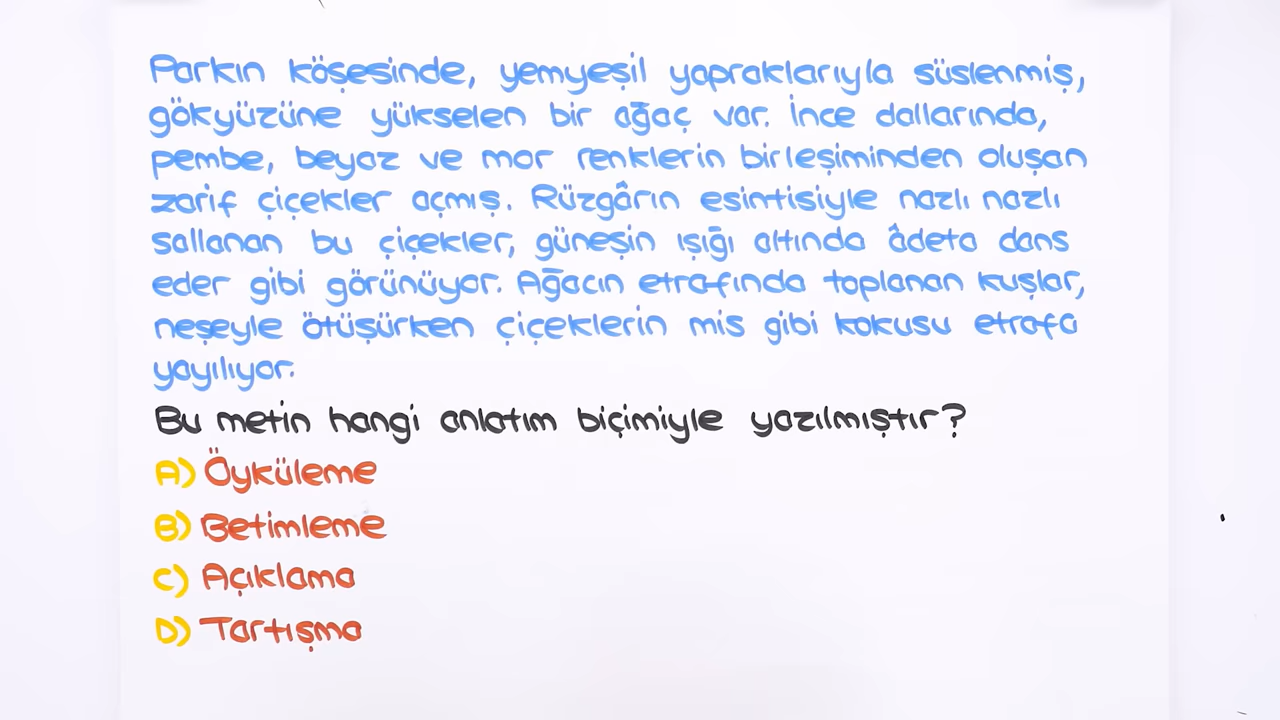 Parkın köşesinde, yemyeşil yapraklarıyla süslenmiş,
gökyüzüne yükselen bir ağaç var. İnce dallarında,
pembe, beyaz ve mor renklerin birleşiminden oluşan
zarif çiçekler açmış. Rüzgârın esintisiyle nazlı nazlı
sallanan bu çiçekler, güneşin ışığı altında âdeta dans
eder gibi görünüyor. Ağacın etrafında toplanan kuşlar,
neşeyle ötüşürken çiçeklerin mis gibi kokusu etrafa
yayılıyor.
Bu metin hangi anlatım biçimiyle yazılmıştır?
A) Öyküleme
B) Betimleme
C) Açıklama
D) Tartışma